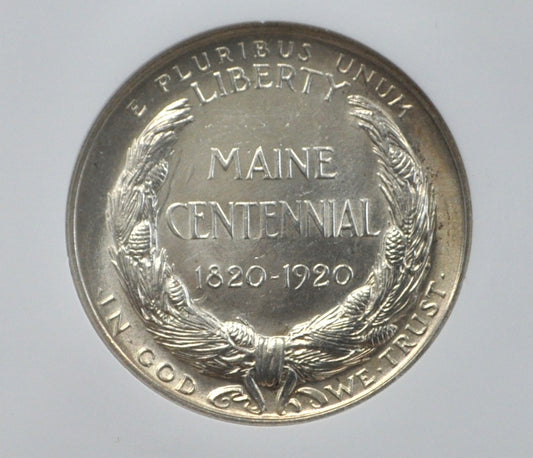 E PLURIBUS UNUM
LIBERTY
MAINE
CENTENNIAL
1820-1920
·IN·GOD WE·TRUST·